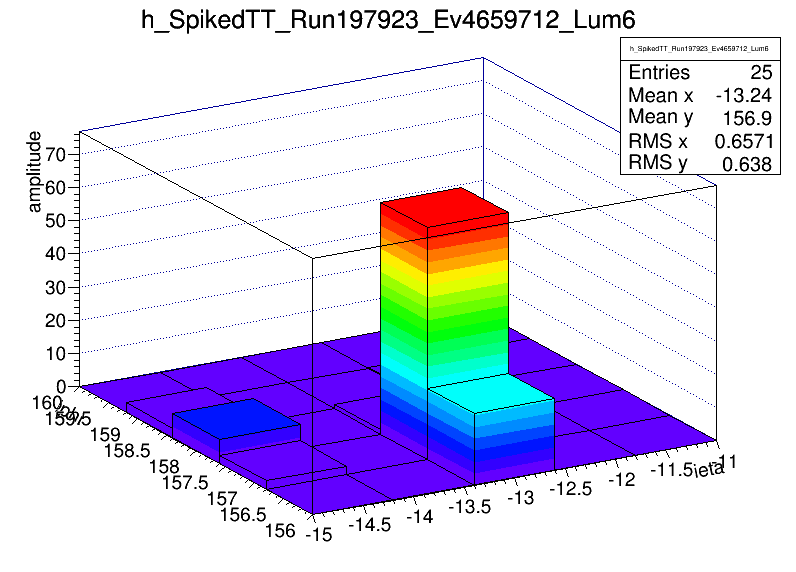 h_SpikedTT_Run197923_Ev4659712_Lum6
h_SpikedTT_Run197923_Ev4659712_Lum6
Entries 25
Mean x -13.24
Mean y 156.9
RMS x 0.6571
RMS y 0.638
amplitude
70
60
50
40
30
20
10
0
160
159.5
159
158.5
158
157.5
157
156.5
156
-15
-14.5
-14
-13.5
-13
-12.5
-12
-11.5
-11
ieta